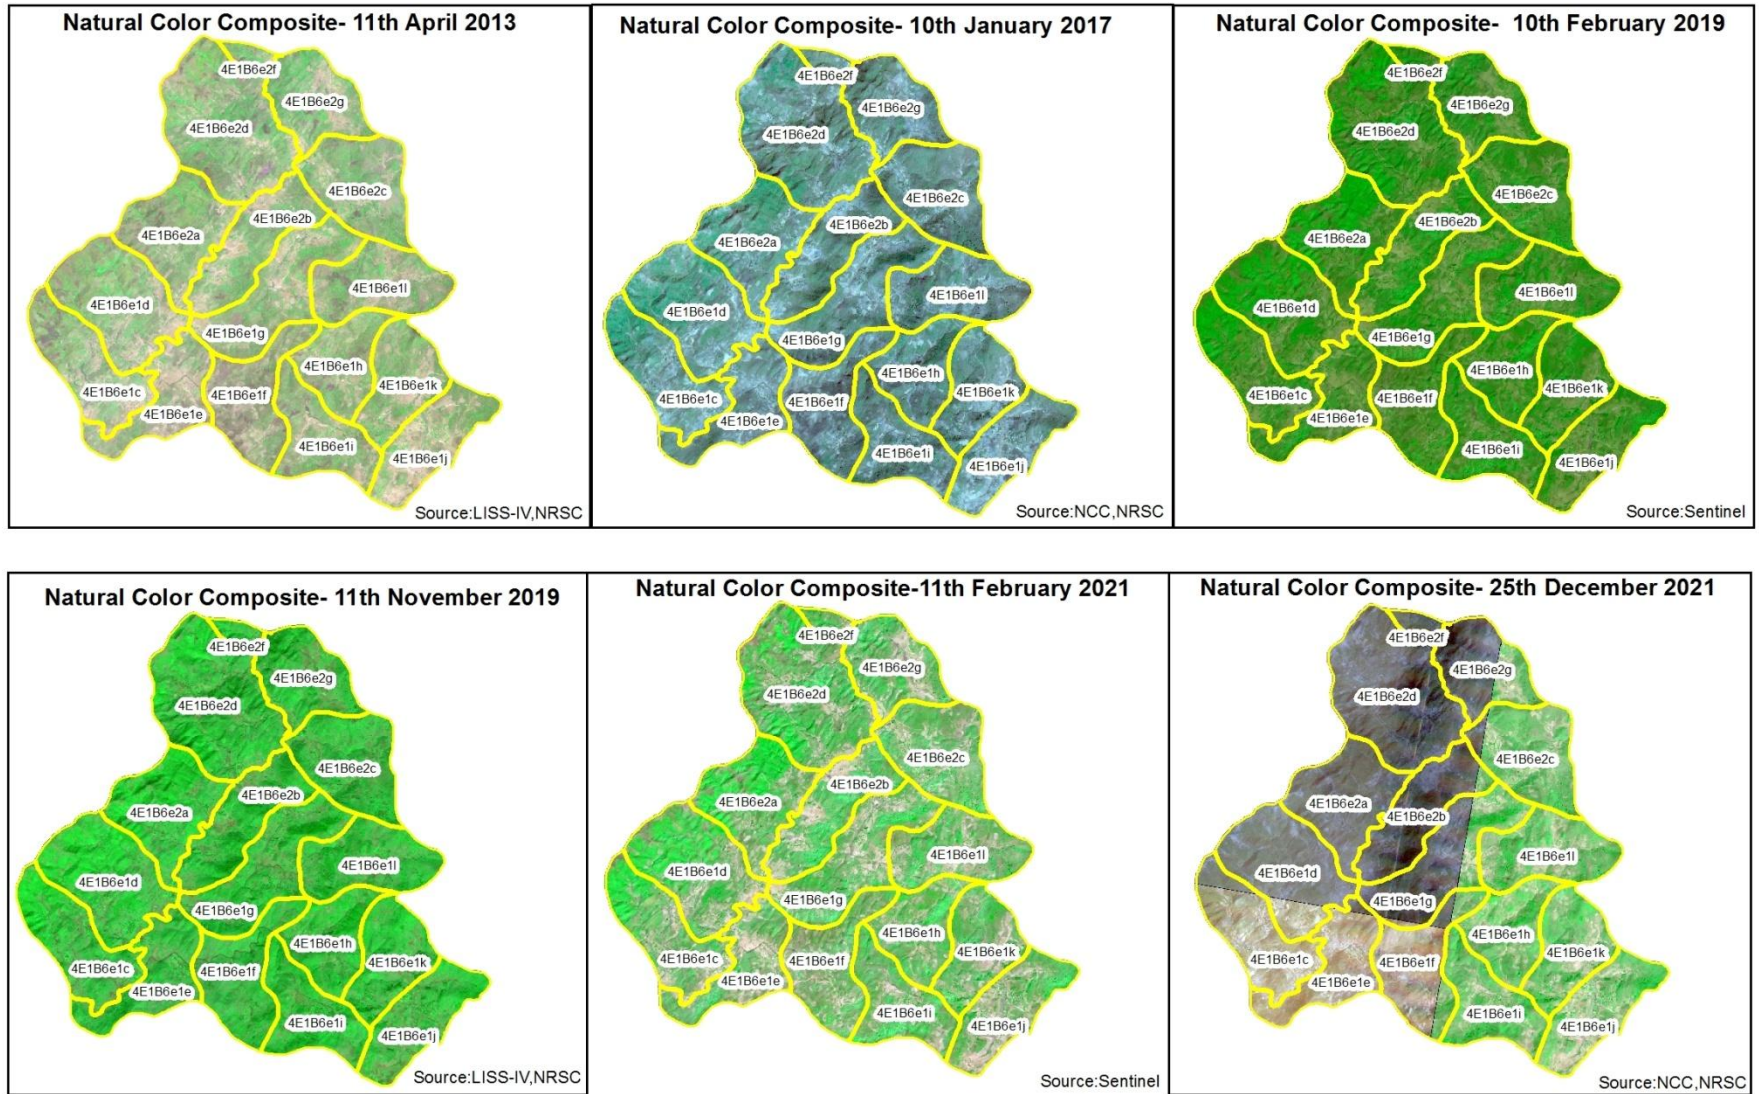 Natural Color Composite- 11th April 2013
4E1B6e2f
4E1B6e2g
4E1B6e2d
4E1B6e2c
4E1B6e2b
4E1B6e2a
4E1B6e1l
4E1B6e1d
4E1B6e1g
4E1B6e1h
4E1B6e1k
4E1B6e1c
4E1B6e1f
4E1B6e1e
4E1B6e1i
4E1B6e1j
Source:LISS-IV,NRSC
Natural Color Composite- 10th January 2017
4E1B6e2f
4E1B6e2g
4E1B6e2d
4E1B6e2c
4E1B6e2b
4E1B6e2a
4E1B6e1l
4E1B6e1d
4E1B6e1g
4E1B6e1h
4E1B6e1k
4E1B6e1c
4E1B6e1f
4E1B6e1e
4E1B6e1i
4E1B6e1j
Source:NCC,NRSC
Natural Color Composite- 10th February 2019
4E1B6e2f
4E1B6e2g
4E1B6e2d
4E1B6e2c
4E1B6e2b
4E1B6e2a
4E1B6e1l
4E1B6e1d
4E1B6e1g
4E1B6e1h
4E1B6e1k
4E1B6e1c
4E1B6e1f
4E1B6e1e
4E1B6e1i
4E1B6e1j
Source:Sentinel
Natural Color Composite- 11th November 2019
4E1B6e2f
4E1B6e2g
4E1B6e2d
4E1B6e2c
4E1B6e2b
4E1B6e2a
4E1B6e1l
4E1B6e1d
4E1B6e1g
4E1B6e1h
4E1B6e1k
4E1B6e1c
4E1B6e1f
4E1B6e1e
4E1B6e1i
4E1B6e1j
Source:LISS-IV,NRSC
Natural Color Composite-11th February 2021
4E1B6e2f
4E1B6e2g
4E1B6e2d
4E1B6e2c
4E1B6e2b
4E1B6e2a
4E1B6e1l
4E1B6e1d
4E1B6e1g
4E1B6e1h
4E1B6e1k
4E1B6e1c
4E1B6e1f
4E1B6e1e
4E1B6e1i
4E1B6e1j
Source:Sentinel
Natural Color Composite- 25th December 2021
4E1B6e2f
4E1B6e2g
4E1B6e2d
4E1B6e2c
4E1B6e2a
4E1B6e2b
4E1B6e1l
4E1B6e1d
4E1B6e1g
4E1B6e1h
4E1B6e1k
4E1B6e1c
4E1B6e1f
4E1B6e1e
4E1B6e1i
4E1B6e1j
Source:NCC,NRSC